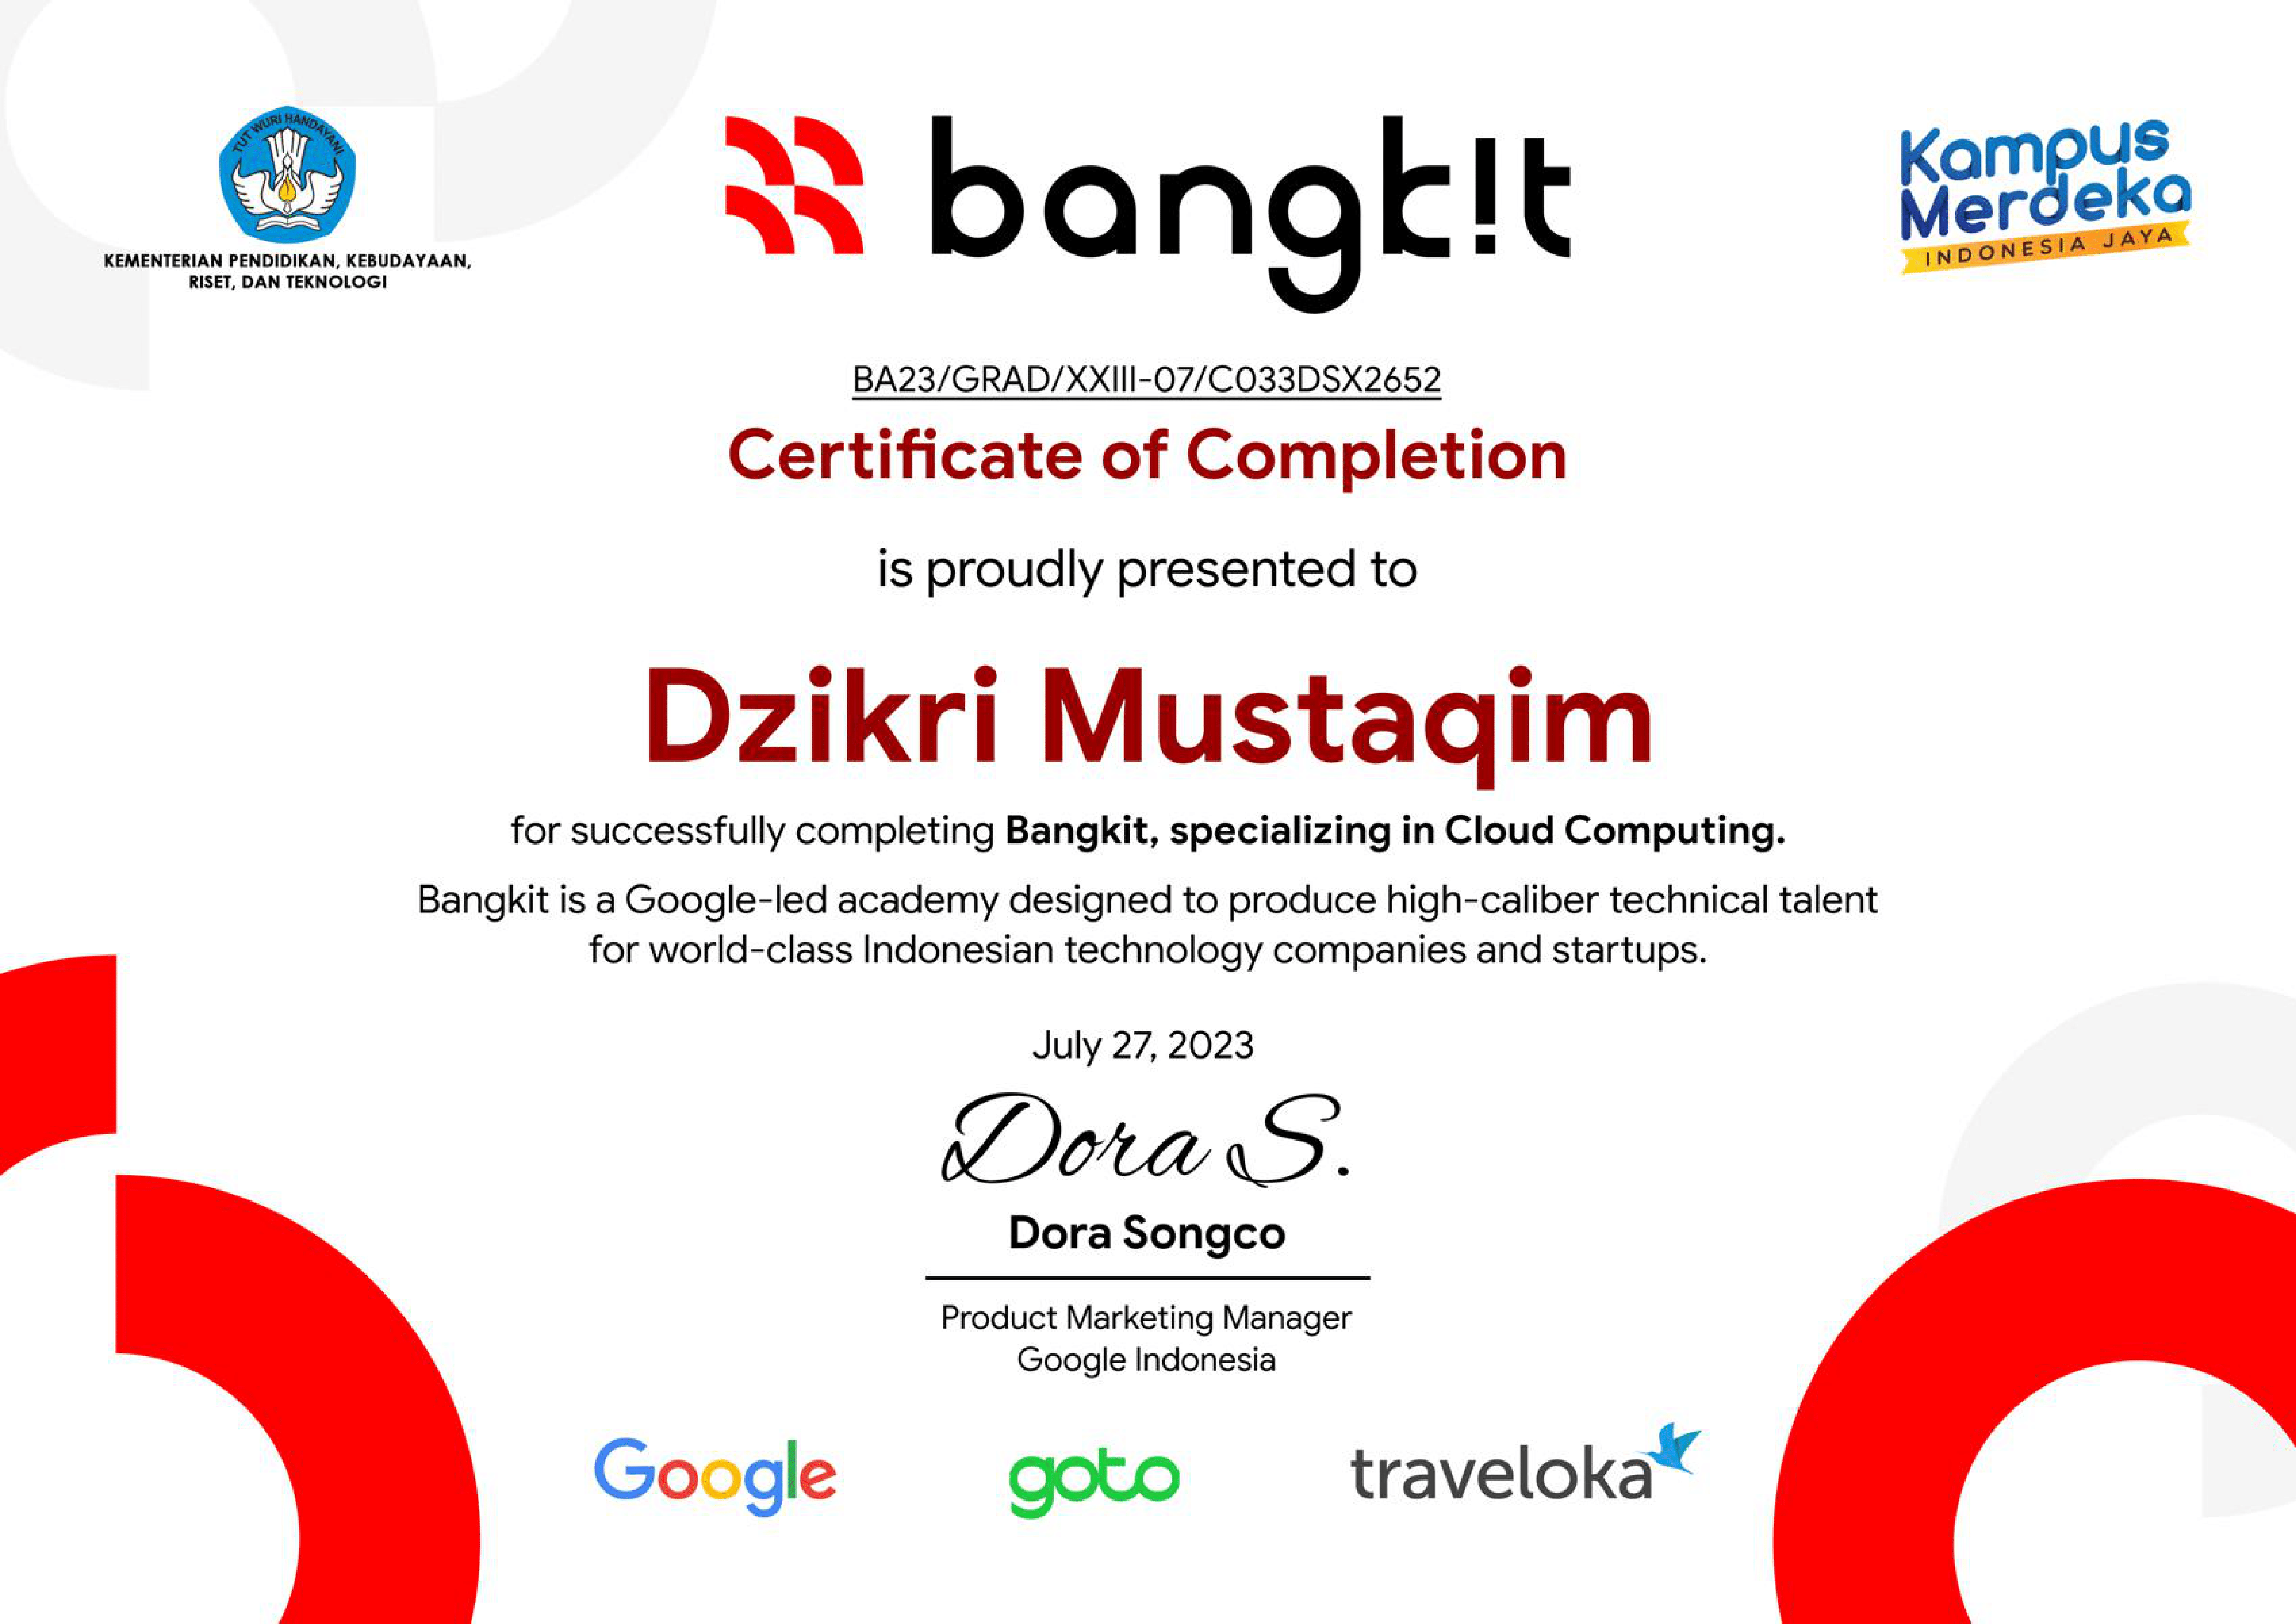 TUT WURI HANDAYANI
KEMENTERIAN PENDIDIKAN, KEBUDAYAAN,
RISET, DAN TEKNOLOGI
bangk!t
Kampus
Merdeka
INDONESIA JAYA
BA23/GRAD/XXIII-07/C033DSX2652
Certificate of Completion
is proudly presented to
Dzikri Mustaqim
for successfully completing Bangkit, specializing in Cloud Computing.
Bangkit is a Google-led academy designed to produce high-caliber technical talent
for world-class Indonesian technology companies and startups.
July 27, 2023
Dora S.
Dora Songco
Product Marketing Manager
Google Indonesia
Google
goto
traveloka